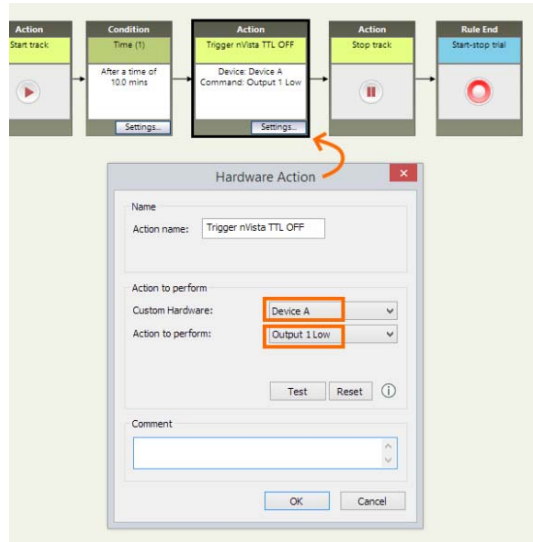 Action
Start track
Condition
Time (1)
After a time of
10.0 mins
Settings...
Action
Trigger nVista TTL OFF
Device: Device A
Command: Output 1 Low
Settings...
Action
Stop track
Rule End
Start-stop trial
Hardware Action
Name
Action name: Trigger nVista TTL OFF
Action to perform
Custom Hardware: Device A
Action to perform: Output 1 Low
Test Reset
Comment
OK Cancel